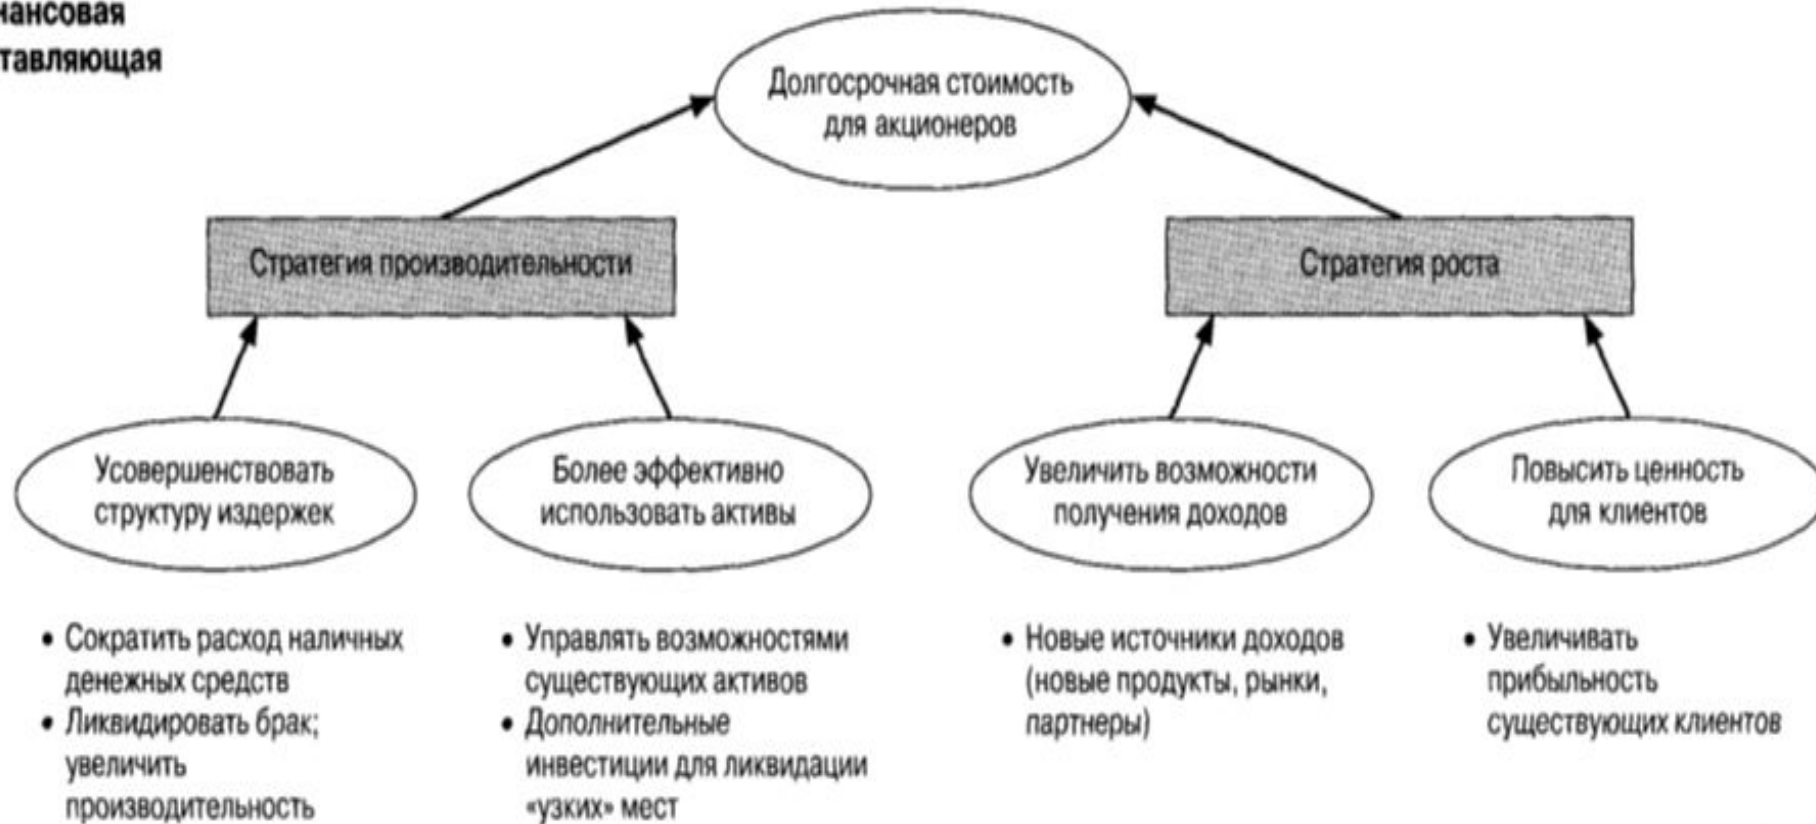 нансовая
тавляющая
Долгосрочная стоимость
для акционеров
Стратегия производительности
Стратегия роста
Усовершенствовать
структуру издержек
Более эффективно
использовать активы
Увеличить возможности
получения доходов
Повысить ценность
для клиентов
• Сократить расход наличных
денежных средств
• Ликвидировать брак;
увеличить
производительность
• Управлять возможностями
существующих активов
• Дополнительные
инвестиции для ликвидации
«узких» мест
• Новые источники доходов
(новые продукты, рынки,
партнеры)
• Увеличивать
прибыльность
существующих клиентов